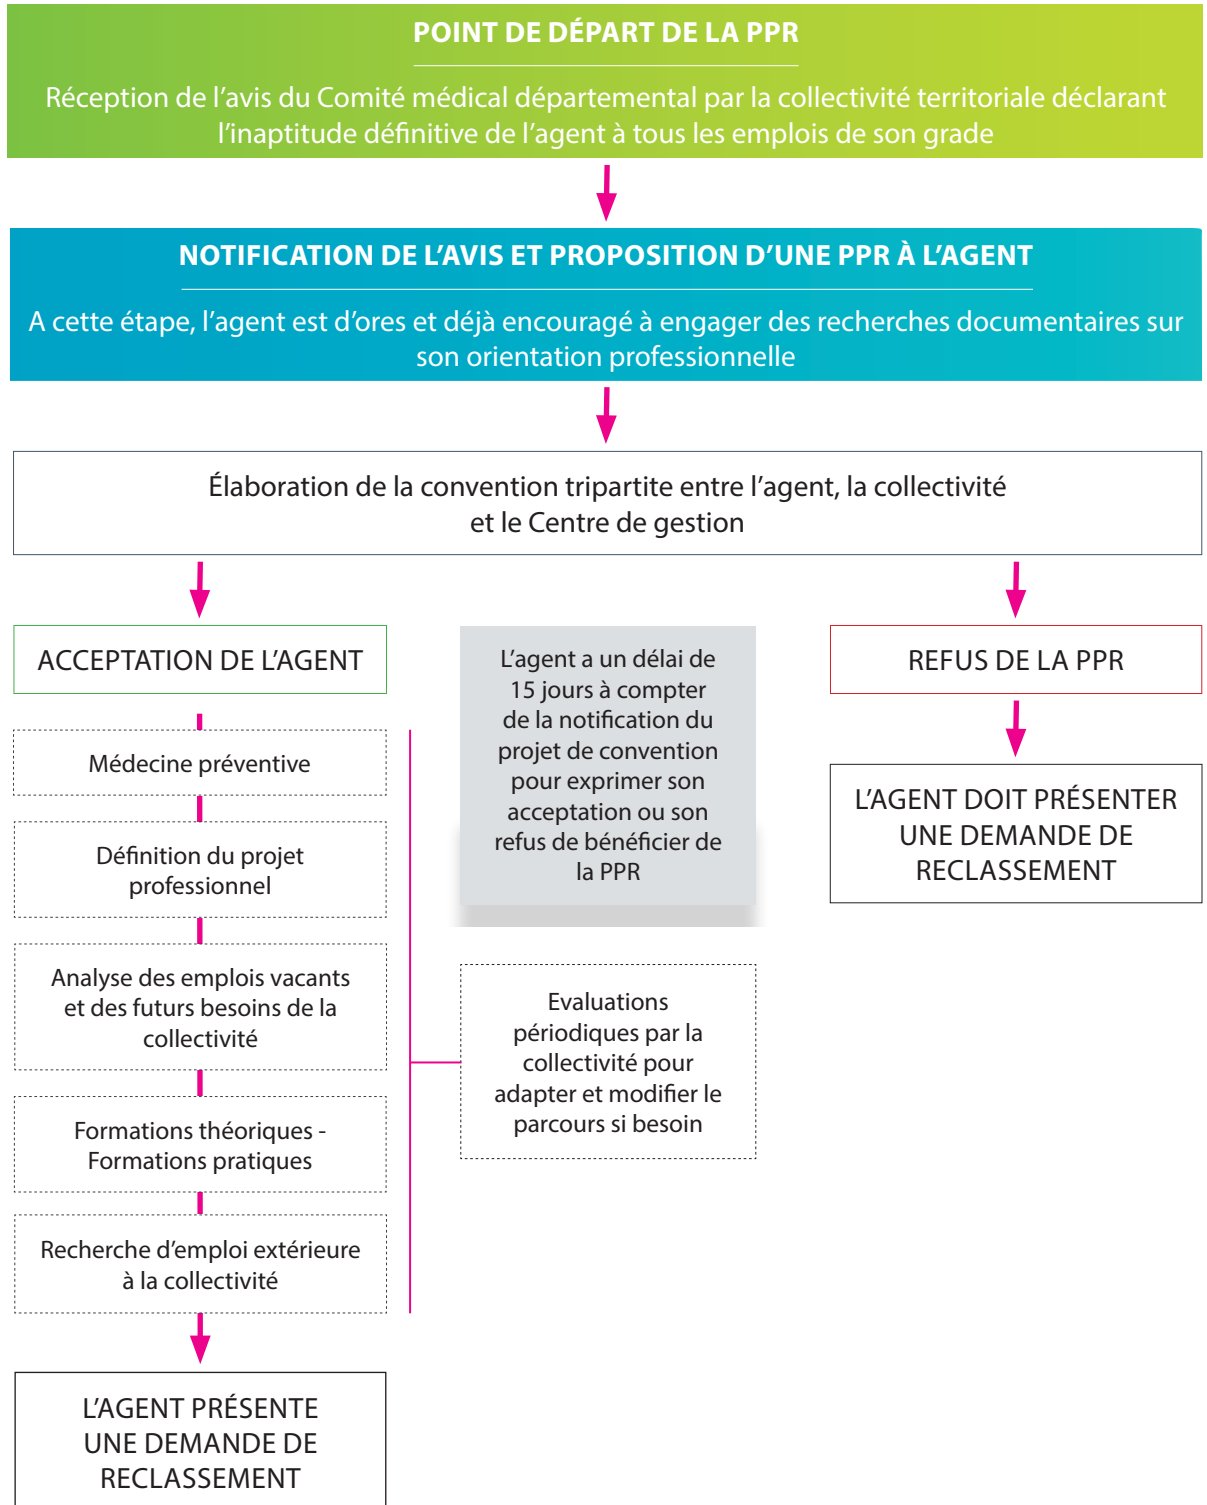 POINT DE DÉPART DE LA PPR
Réception de l’avis du Comité médical départemental par la collectivité territoriale déclarant
l’inaptitude définitive de l’agent à tous les emplois de son grade
NOTIFICATION DE L’AVIS ET PROPOSITION D’UNE PPR À L’AGENT
A cette étape, l’agent est d’ores et déjà encouragé à engager des recherches documentaires sur
son orientation professionnelle
Élaboration de la convention tripartite entre l’agent, la collectivité
et le Centre de gestion
ACCEPTATION DE L’AGENT
Médecine préventive
Définition du projet
professionnel
Analyse des emplois vacants
et des futurs besoins de la
collectivité
Formations théoriques -
Formations pratiques
Recherche d’emploi extérieure
à la collectivité
L’AGENT PRÉSENTE
UNE DEMANDE DE
RECLASSEMENT
L’agent a un délai de
15 jours à compter
de la notification du
projet de convention
pour exprimer son
acceptation ou son
refus de bénéficier de
la PPR
Evaluations
périodiques par la
collectivité pour
adapter et modifier le
parcours si besoin
REFUS DE LA PPR
L’AGENT DOIT PRÉSENTER
UNE DEMANDE DE
RECLASSEMENT